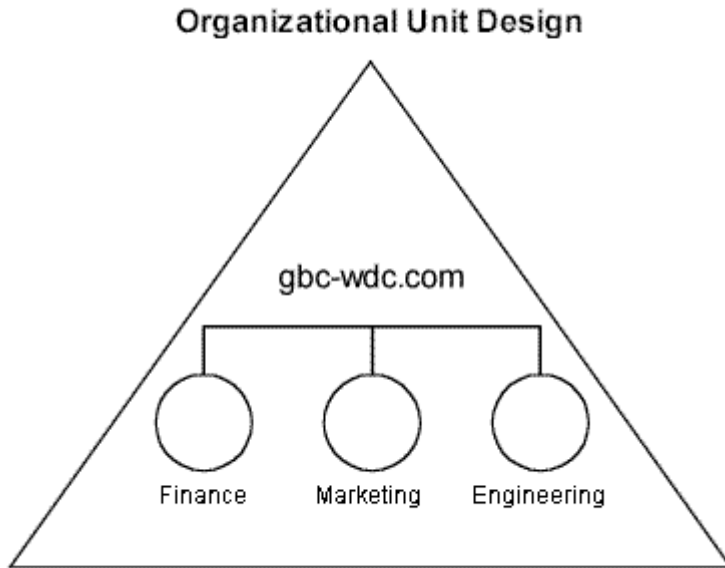 Organizational Unit Design
gbc-wdc.com
Finance
Marketing
Engineering